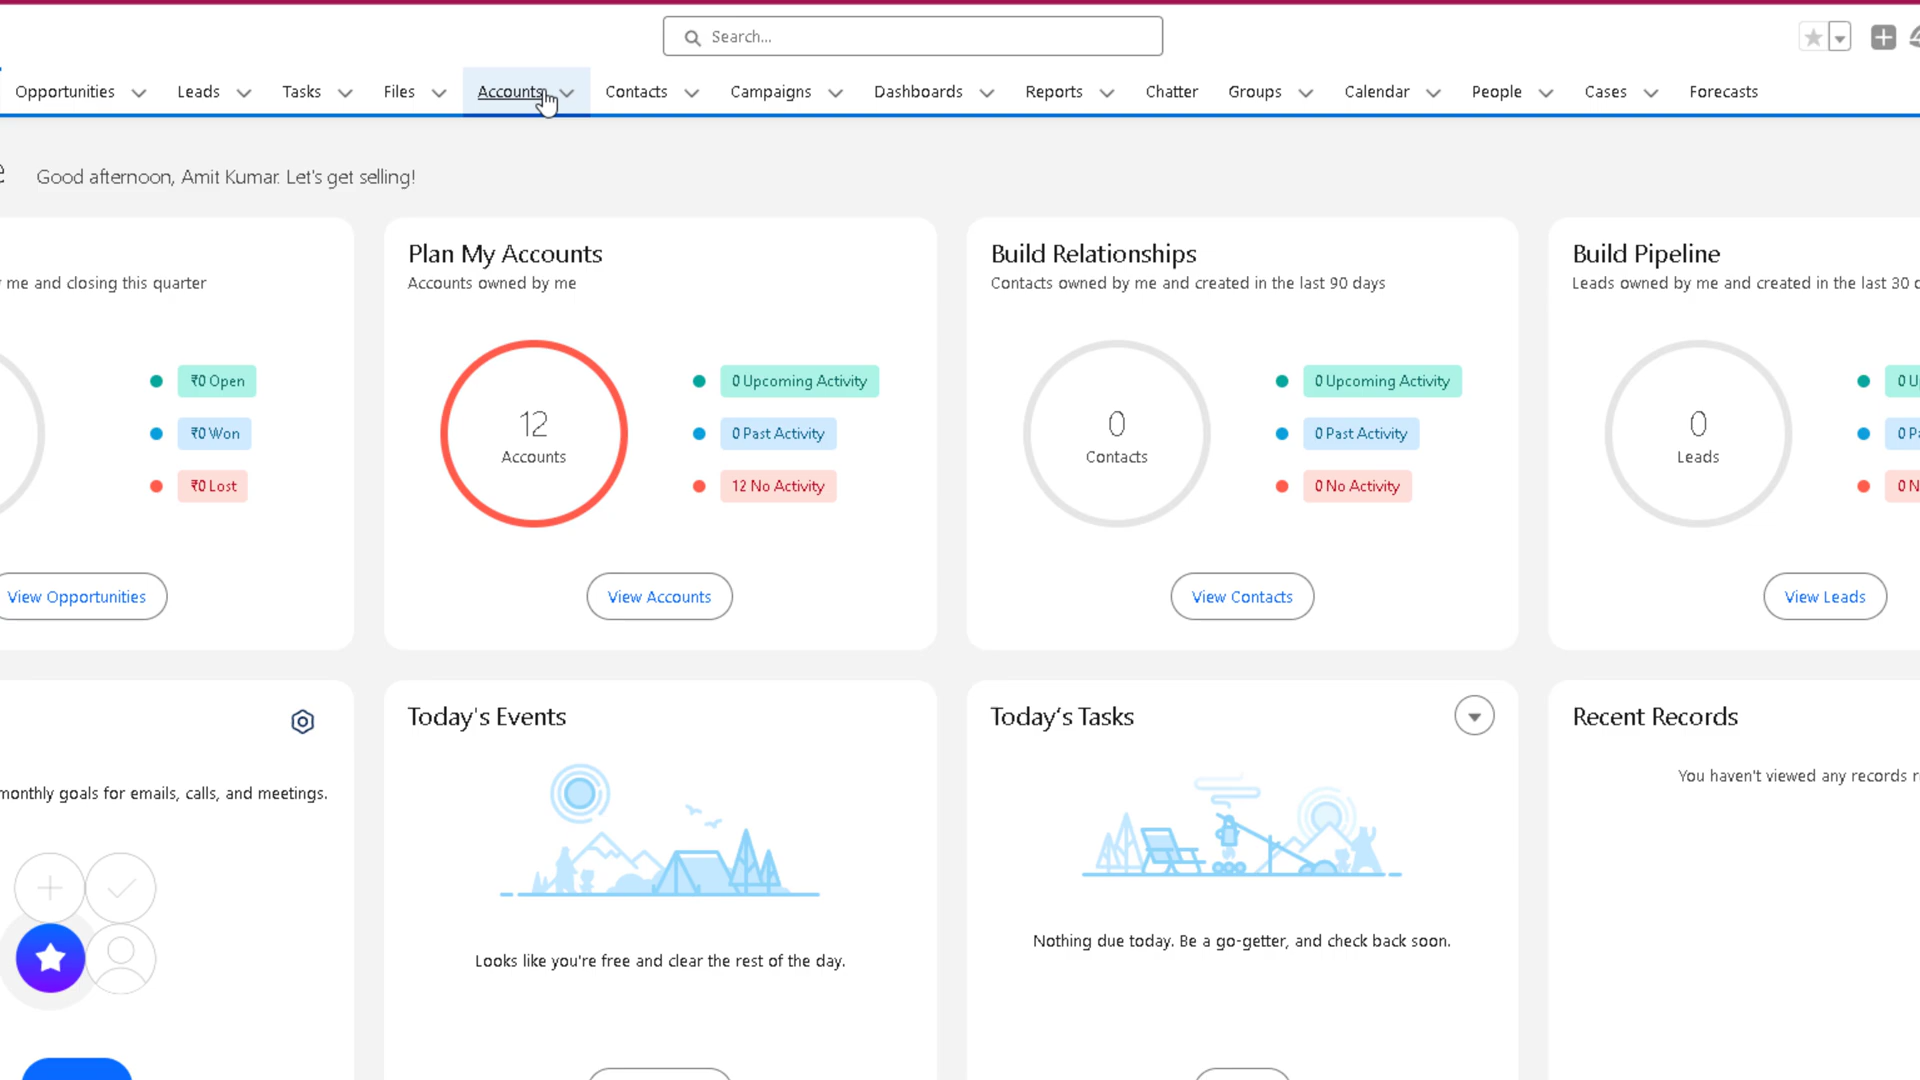 Search...
Opportunities Leads Tasks Files Accounts Contacts Campaigns Dashboards Reports Chatter Groups Calendar People Cases Forecasts
Good afternoon, Amit Kumar. Let's get selling!
me and closing this quarter
₹0 Open
₹0 Won
₹0 Lost
View Opportunities
Plan My Accounts
Accounts owned by me
12
Accounts
0 Upcoming Activity
0 Past Activity
12 No Activity
View Accounts
Build Relationships
Contacts owned by me and created in the last 90 days
0
Contacts
0 Upcoming Activity
0 Past Activity
0 No Activity
View Contacts
Build Pipeline
Leads owned by me and created in the last 30
0
Leads
0 U
0 P
0 N
View Leads
monthly goals for emails, calls, and meetings.
Today's Events
Looks like you're free and clear the rest of the day.
Today's Tasks
Nothing due today. Be a go-getter, and check back soon.
Recent Records
You haven't viewed any records